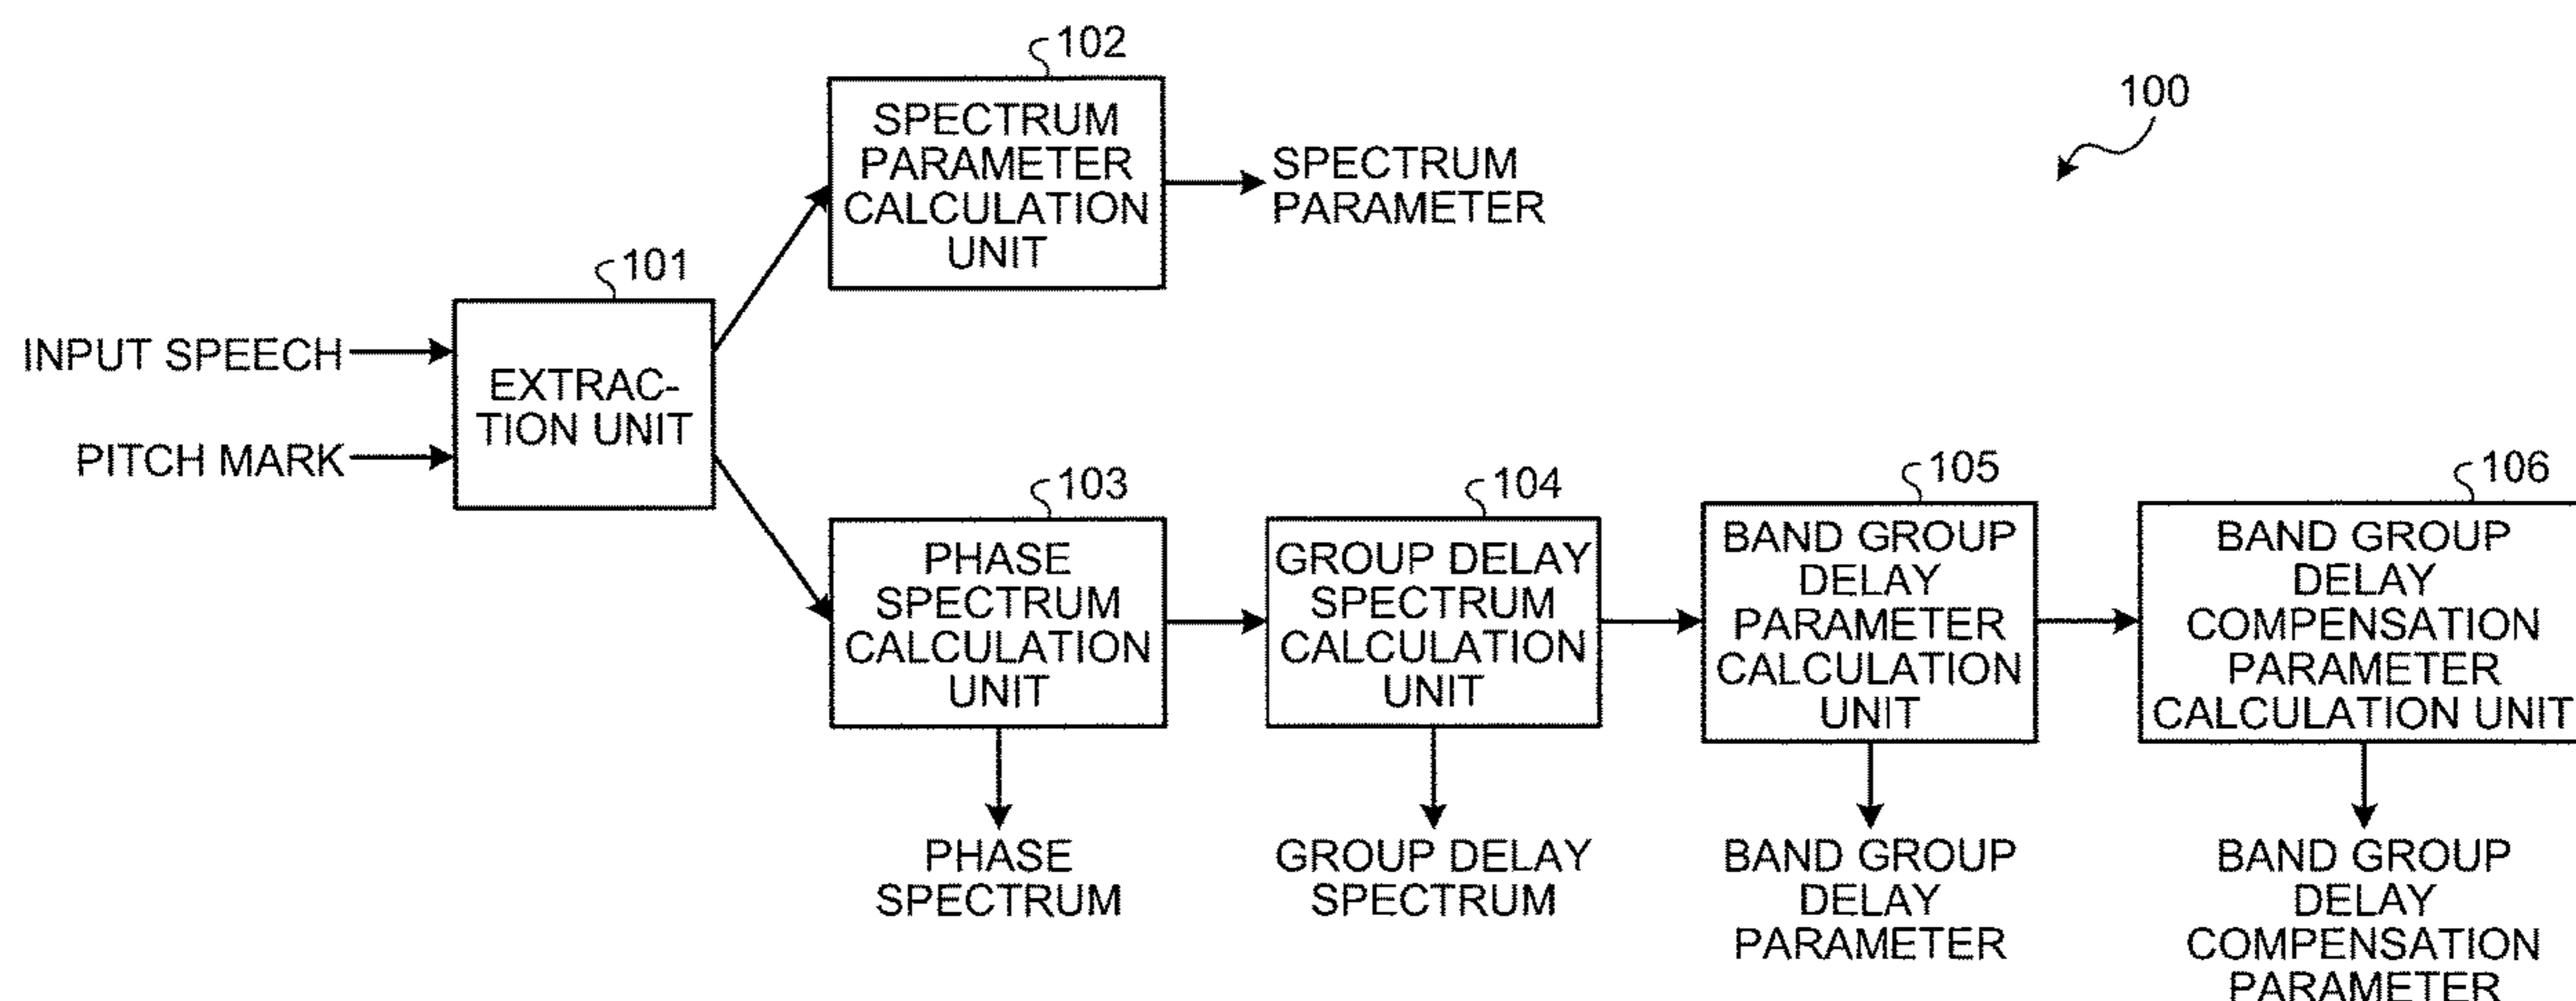 102
100
SPECTRUM
PARAMETER
CALCULATION
UNIT
SPECTRUM
PARAMETER
101
INPUT SPEECH
PITCH MARK
EXTRAC-
TION UNIT
103
PHASE
SPECTRUM
CALCULATION
UNIT
104
GROUP DELAY
SPECTRUM
CALCULATION
UNIT
105
BAND GROUP
DELAY
PARAMETER
CALCULATION
UNIT
106
BAND GROUP
DELAY
COMPENSATION
PARAMETER
CALCULATION UNIT
PHASE
SPECTRUM
GROUP DELAY
SPECTRUM
BAND GROUP
DELAY
PARAMETER
BAND GROUP
DELAY
COMPENSATION
PARAMETER